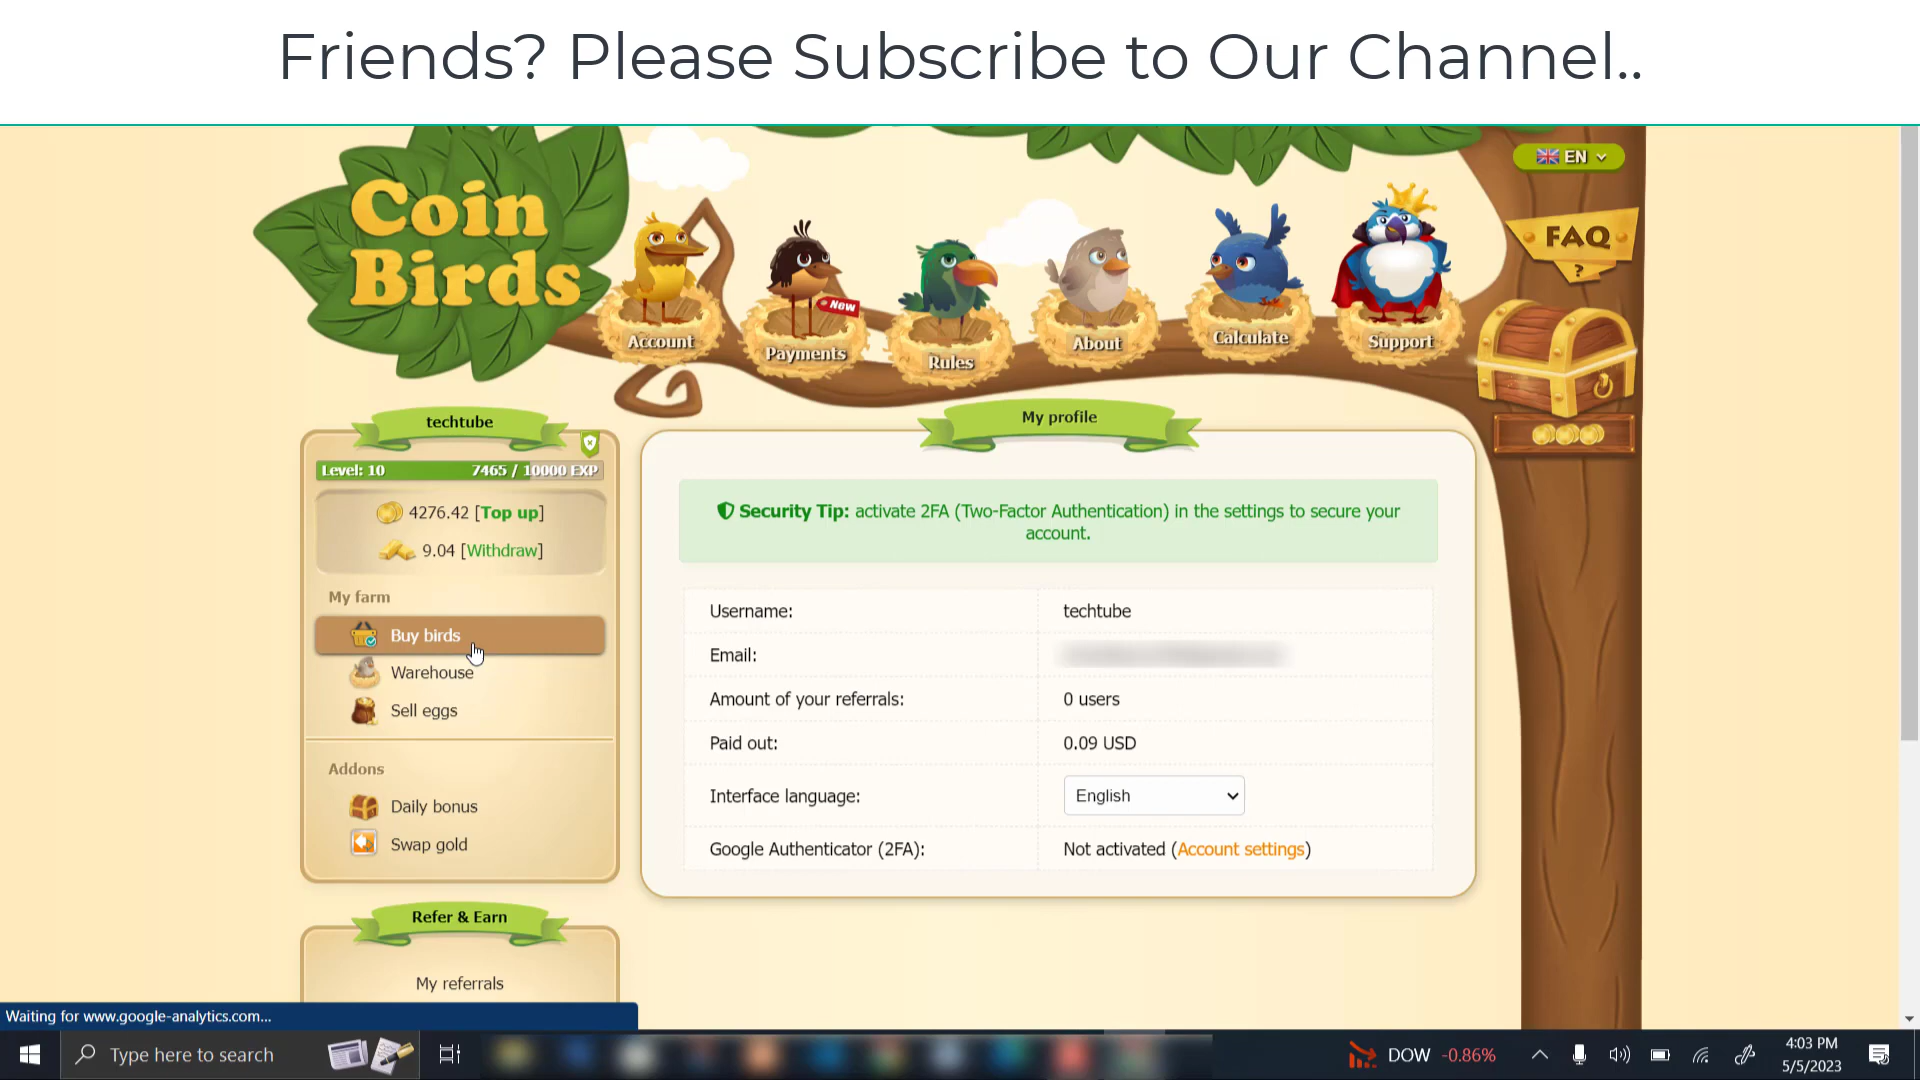 Friends? Please Subscribe to Our Channel..
EN
Coin
Birds
FAQ
?
New
Account
Payments
Rules
About
Calculate
Support
techtube
Level: 10 7465 / 10000 EXP
4276.42 [Top up]
9.04 [Withdraw]
My farm
Buy birds
Warehouse
Sell eggs
Addons
Daily bonus
Swap gold
Refer & Earn
My referrals
My profile
Security Tip: activate 2FA (Two-Factor Authentication) in the settings to secure your
account.
Username: techtube
Email:
Amount of your referrals: 0 users
Paid out: 0.09 USD
Interface language: English
Google Authenticator (2FA): Not activated (Account settings)
Waiting for www.google-analytics.com...
Type here to search
DOW -0.86%
4:03 PM
5/5/2023